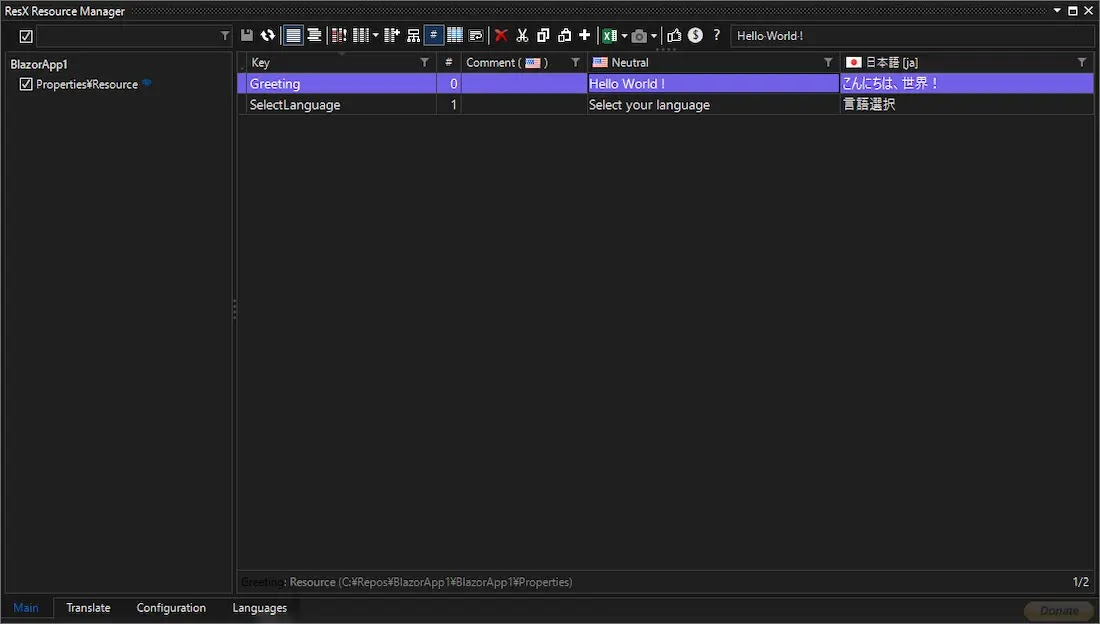 ResX Resource Manager
# X $ ? Hello·World·!
BlazorApp1
Properties¥Resource
Key # Comment ( ) Neutral 日本語 [ja]
Greeting 0 Hello World ! こんにちは、世界！
SelectLanguage 1 Select your language 言語選択
Greeting: Resource (C:¥Repos¥BlazorApp1¥BlazorApp1¥Properties) 1/2
Main Translate Configuration Languages Donate